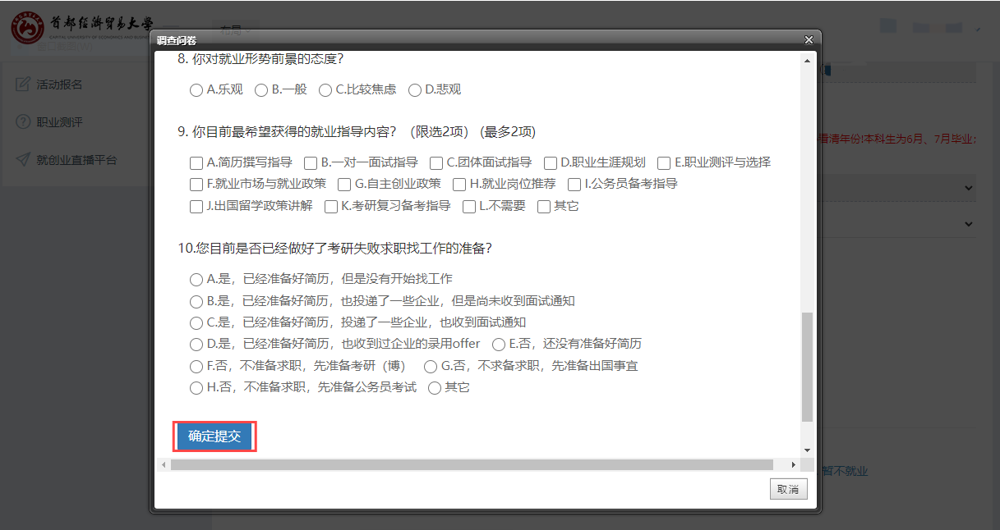 首都经济贸易大学
CAPITAL UNIVERSITY OF ECONOMICS AND BUSINESS
布局
调查问卷
8. 你对就业形势前景的态度?
A.乐观 B.一般 C.比较焦虑 D.悲观
9. 你目前最希望获得的就业指导内容? (限选2项) (最多2项)
A.简历撰写指导 B.一对一面试指导 C.团体面试指导 D.职业生涯规划 E.职业测评与选择
F.就业市场与就业政策 G.自主创业政策 H.就业岗位推荐 I.公务员备考指导
J.出国留学政策讲解 K.考研复习备考指导 L.不需要 其它
10.您目前是否已经做好了考研失败求职找工作的准备?
A.是，已经准备好简历，但是没有开始找工作
B.是，已经准备好简历，也投递了一些企业，但是尚未收到面试通知
C.是，已经准备好简历，投递了一些企业，也收到面试通知
D.是，已经准备好简历，也收到过企业的录用offer E.否，还没有准备好简历
F.否，不准备求职，先准备考研（博） G.否，不求备求职，先准备出国事宜
H.否，不准备求职，先准备公务员考试 其它
确定提交
取消
活动报名
职业测评
就创业直播平台
看清年份!本科生为6月、7月毕业;
暂不就业